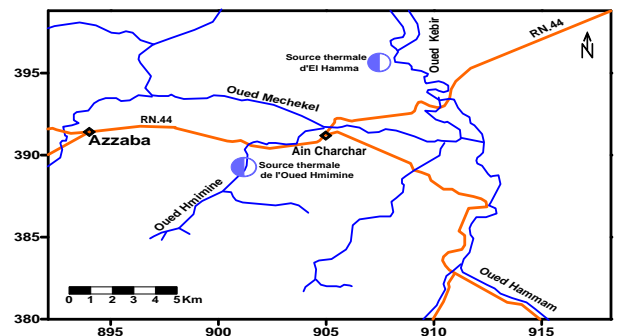 RN.44
Oued Kebir
N
395
Source thermale
d'El Hamma
Oued Mechekel
RN.44
Azzaba
Ain Charchar
390
Source thermale
de l'Oued Hmimine
Oued Hmimine
385
Oued Hammam
0 1 2 3 4 5 Km
380
895 900 905 910 915